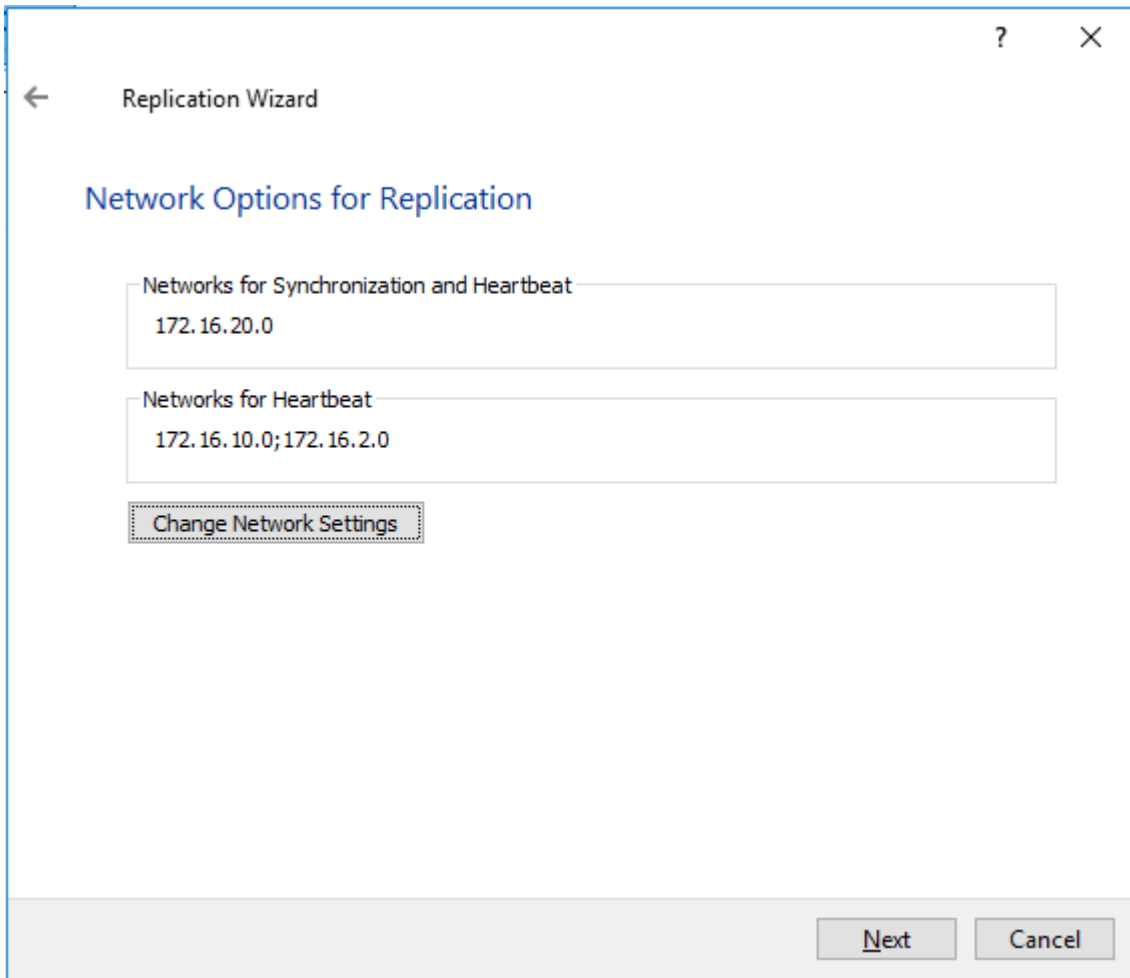 ?
Replication Wizard
Network Options for Replication
Networks for Synchronization and Heartbeat
172.16.20.0
Networks for Heartbeat
172.16.10.0;172.16.2.0
Change Network Settings
Next Cancel